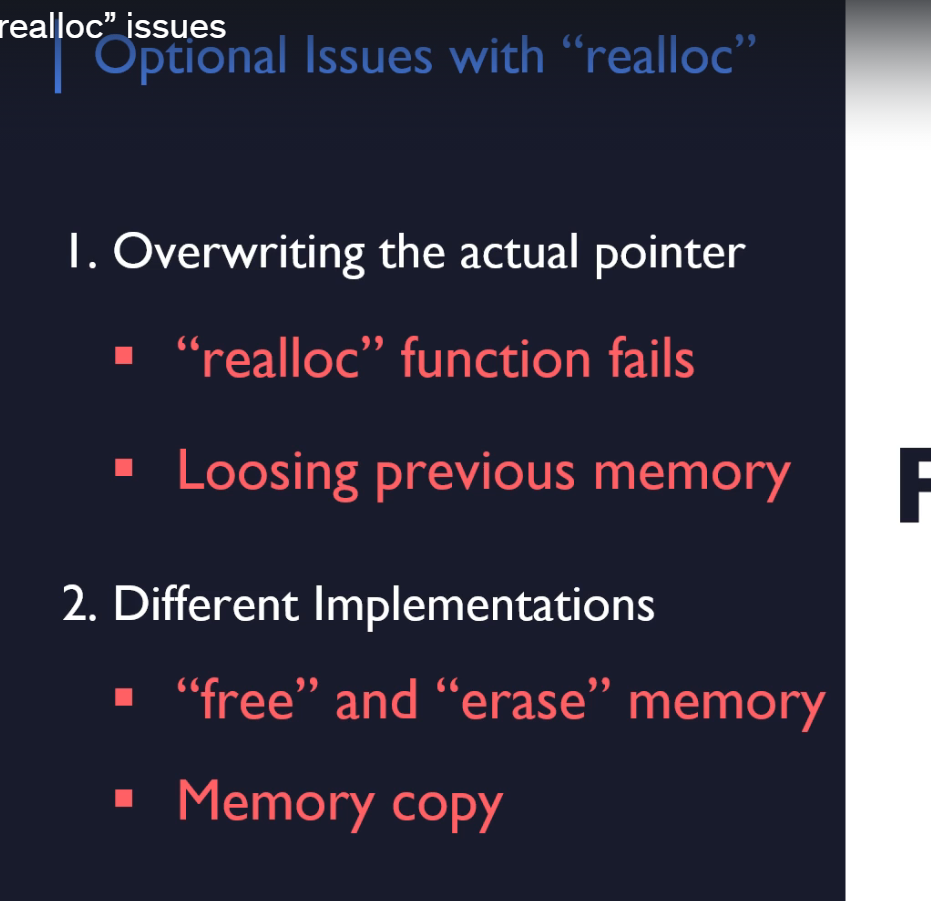 realloc” issues
Optional Issues with “realloc”
1. Overwriting the actual pointer
▪ “realloc” function fails
▪ Loosing previous memory
2. Different Implementations
▪ “free” and “erase” memory
▪ Memory copy